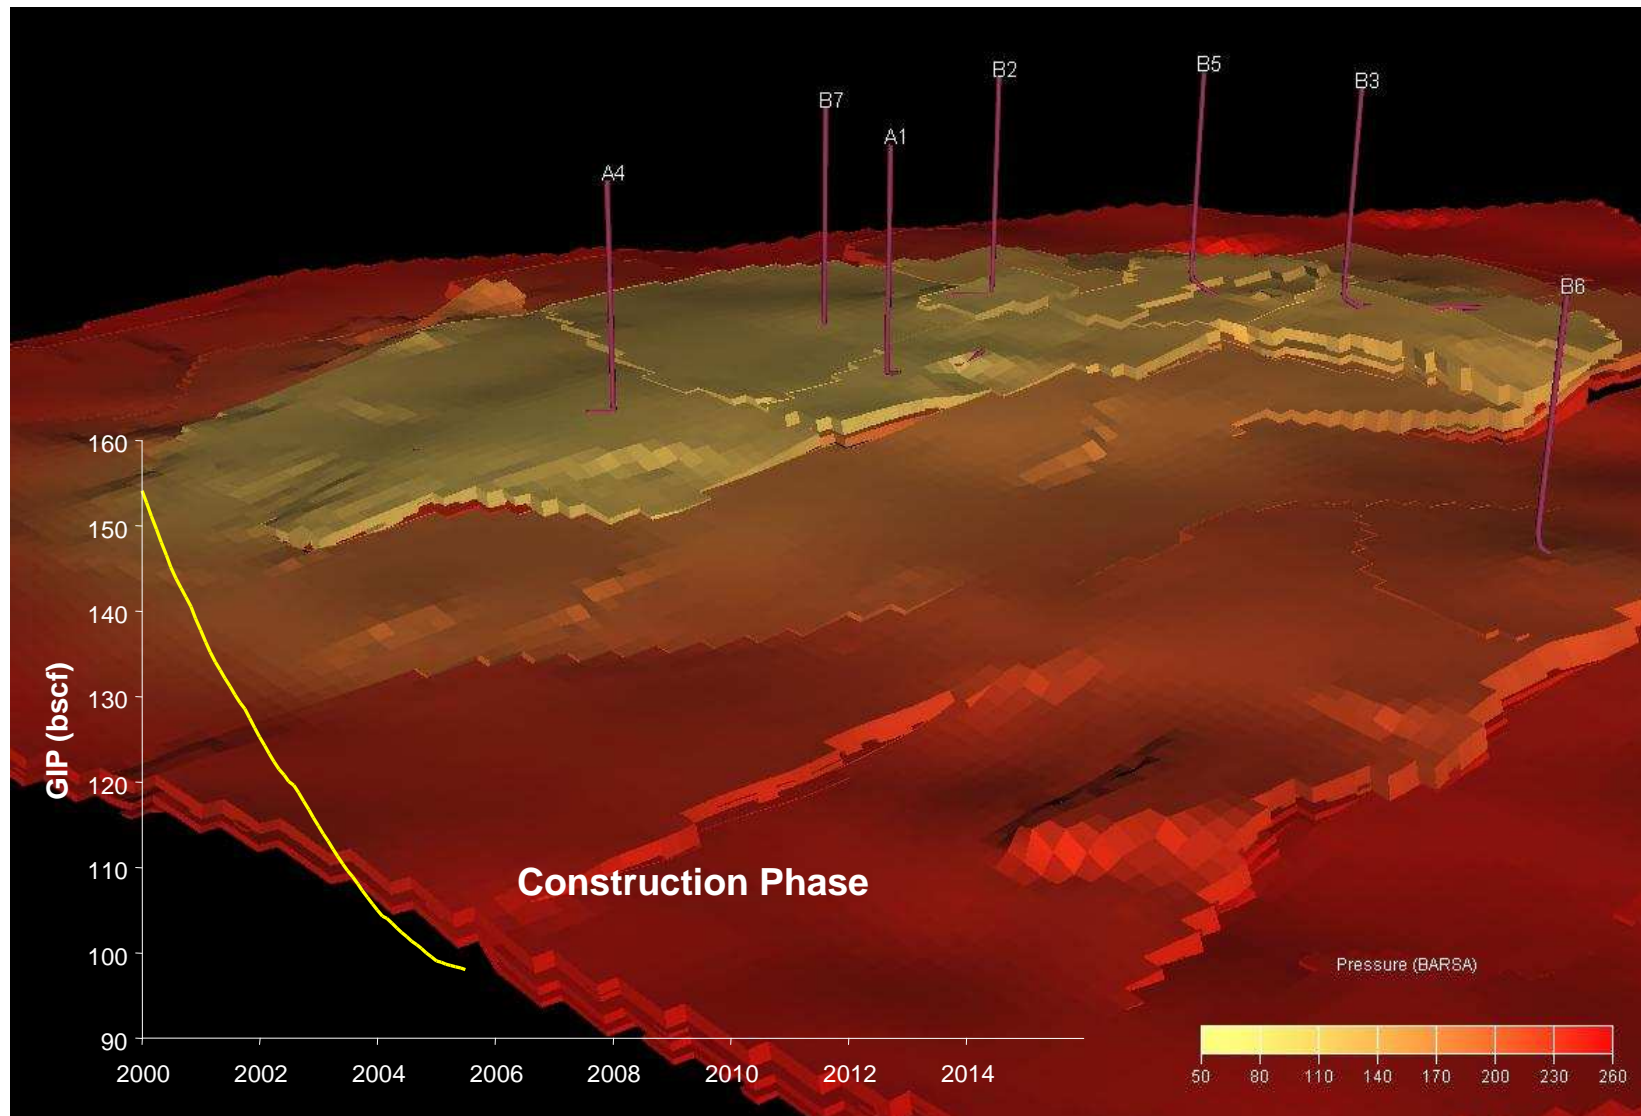 B5
B2
B3
B7
A1
A4
B6
160
150
140
130
120
110
100
90
GIP (bscf)
Construction Phase
2000 2002 2004 2006 2008 2010 2012 2014
Pressure (BARSA)
50 80 110 140 170 200 230 260